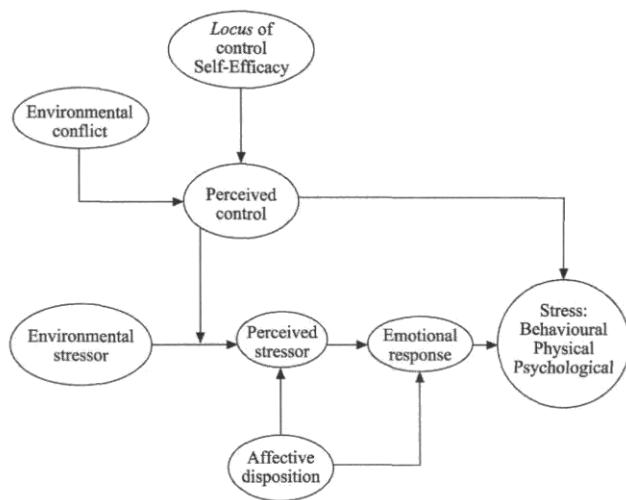 Locus of
control
Self-Efficacy
Environmental
conflict
Perceived
control
Environmental
stressor
Perceived
stressor
Emotional
response
Stress:
Behavioural
Physical
Psychological
Affective
disposition